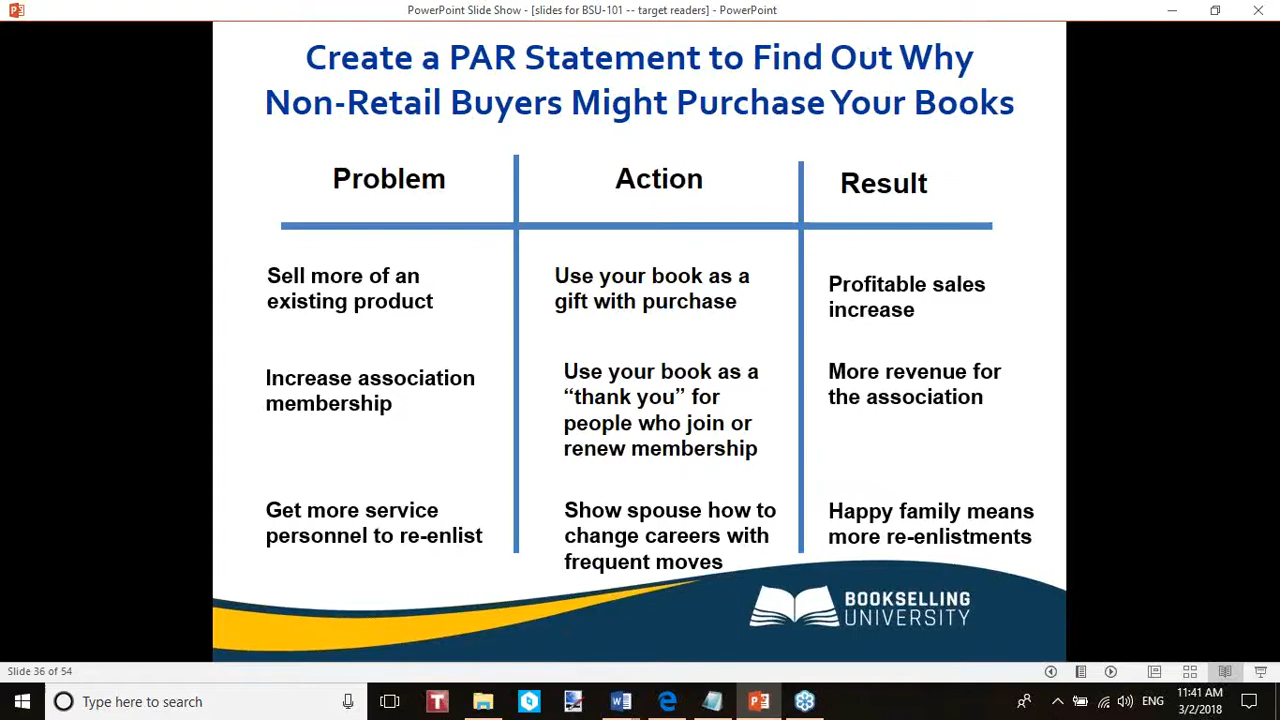 PowerPoint Slide Show - [slides for BSU-101 -- target readers] - PowerPoint
Create a PAR Statement to Find Out Why
Non-Retail Buyers Might Purchase Your Books
Problem
Action
Result
Sell more of an
existing product
Use your book as a
gift with purchase
Profitable sales
increase
Increase association
membership
Use your book as a
“thank you” for
people who join or
renew membership
More revenue for
the association
Get more service
personnel to re-enlist
Show spouse how to
change careers with
frequent moves
Happy family means
more re-enlistments
BOOKSELLING
UNIVERSITY
Slide 36 of 54
Type here to search
ENG
11:41 AM
3/2/2018